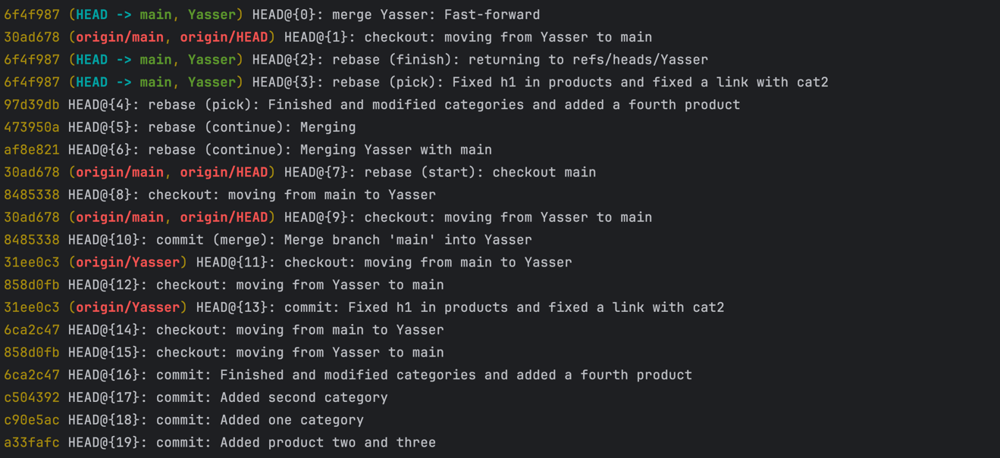 6f4f987 (HEAD -> main, Yasser) HEAD@{0}: merge Yasser: Fast-forward
30ad678 (origin/main, origin/HEAD) HEAD@{1}: checkout: moving from Yasser to main
6f4f987 (HEAD -> main, Yasser) HEAD@{2}: rebase (finish): returning to refs/heads/Yasser
6f4f987 (HEAD -> main, Yasser) HEAD@{3}: rebase (pick): Fixed h1 in products and fixed a link with cat2
97d39db HEAD@{4}: rebase (pick): Finished and modified categories and added a fourth product
473950a HEAD@{5}: rebase (continue): Merging
af8e821 HEAD@{6}: rebase (continue): Merging Yasser with main
30ad678 (origin/main, origin/HEAD) HEAD@{7}: rebase (start): checkout main
8485338 HEAD@{8}: checkout: moving from main to Yasser
30ad678 (origin/main, origin/HEAD) HEAD@{9}: checkout: moving from Yasser to main
8485338 HEAD@{10}: commit (merge): Merge branch 'main' into Yasser
31ee0c3 (origin/Yasser) HEAD@{11}: checkout: moving from main to Yasser
858d0fb HEAD@{12}: checkout: moving from Yasser to main
31ee0c3 (origin/Yasser) HEAD@{13}: commit: Fixed h1 in products and fixed a link with cat2
6ca2c47 HEAD@{14}: checkout: moving from main to Yasser
858d0fb HEAD@{15}: checkout: moving from Yasser to main
6ca2c47 HEAD@{16}: commit: Finished and modified categories and added a fourth product
c504392 HEAD@{17}: commit: Added second category
c90e5ac HEAD@{18}: commit: Added one category
a33fafc HEAD@{19}: commit: Added product two and three